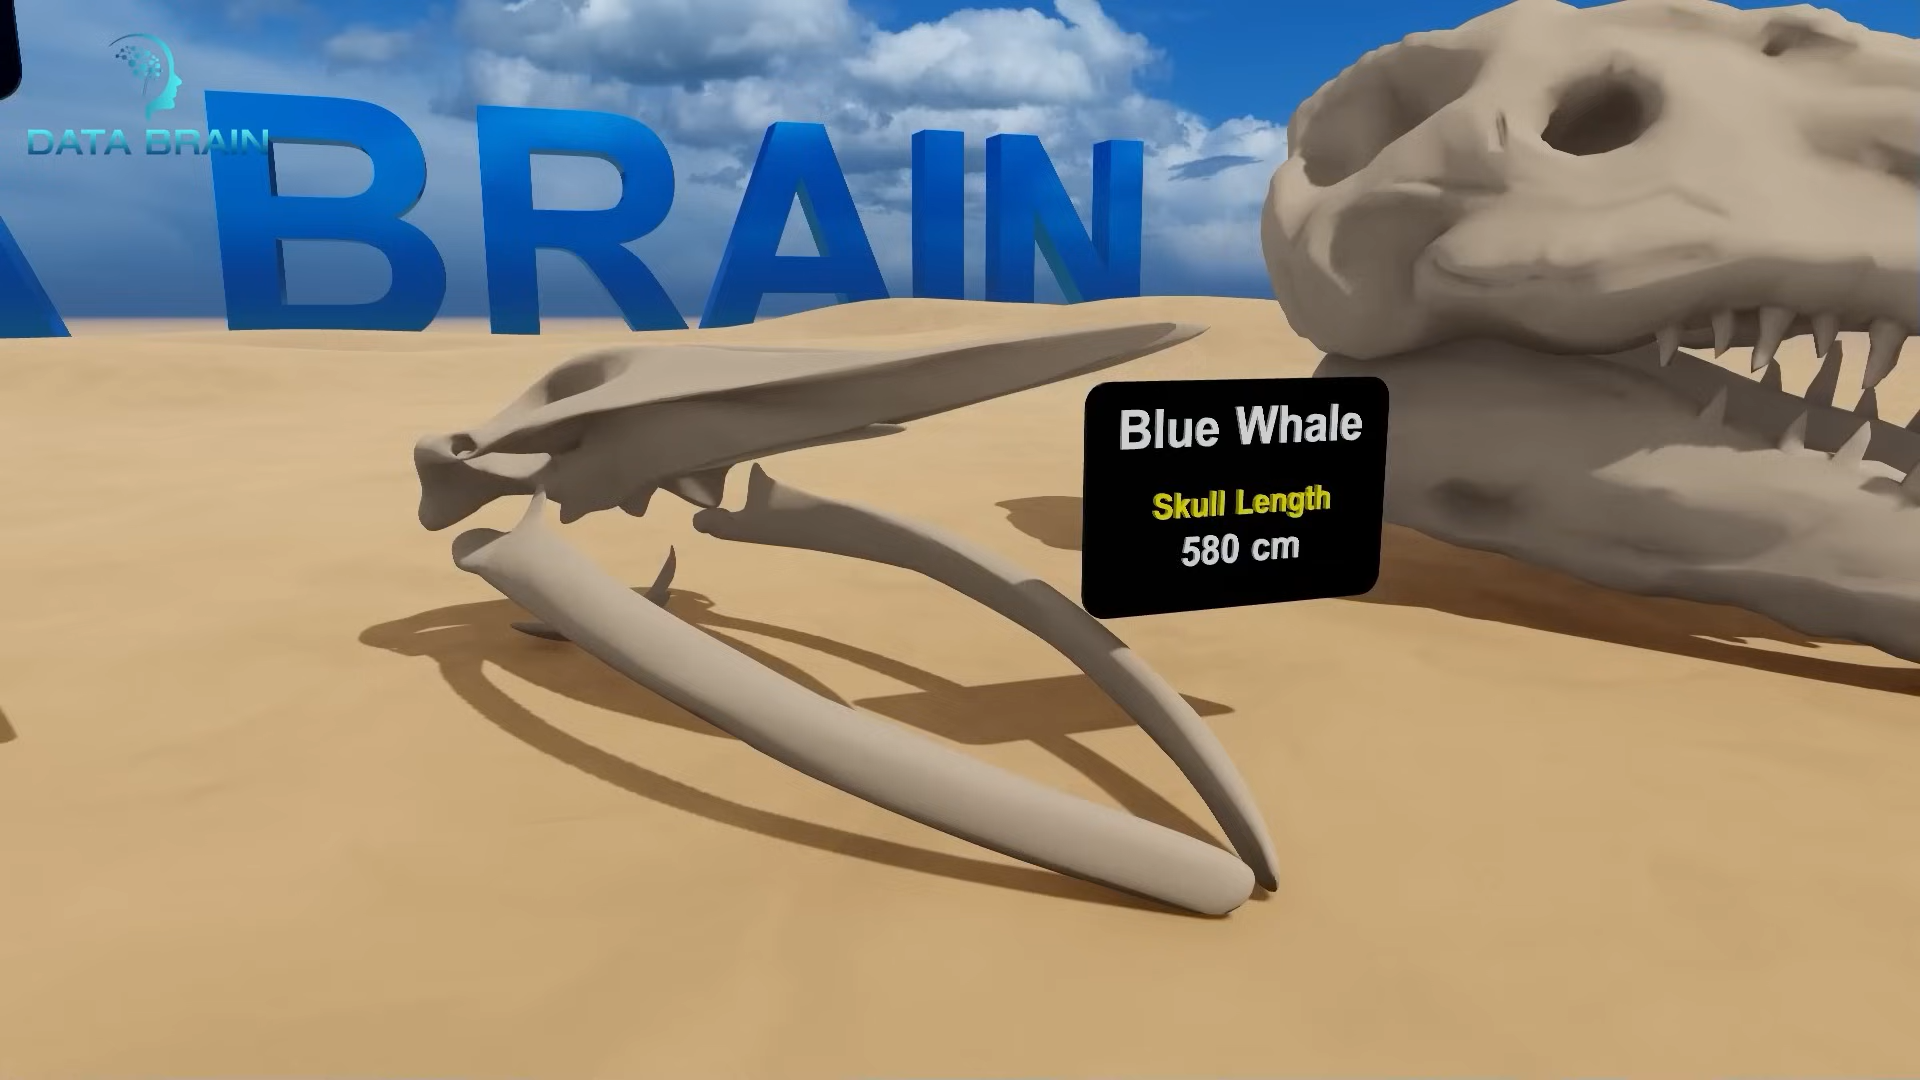 DATA BRAIN
A BRAIN
Blue Whale
Skull Length
580 cm